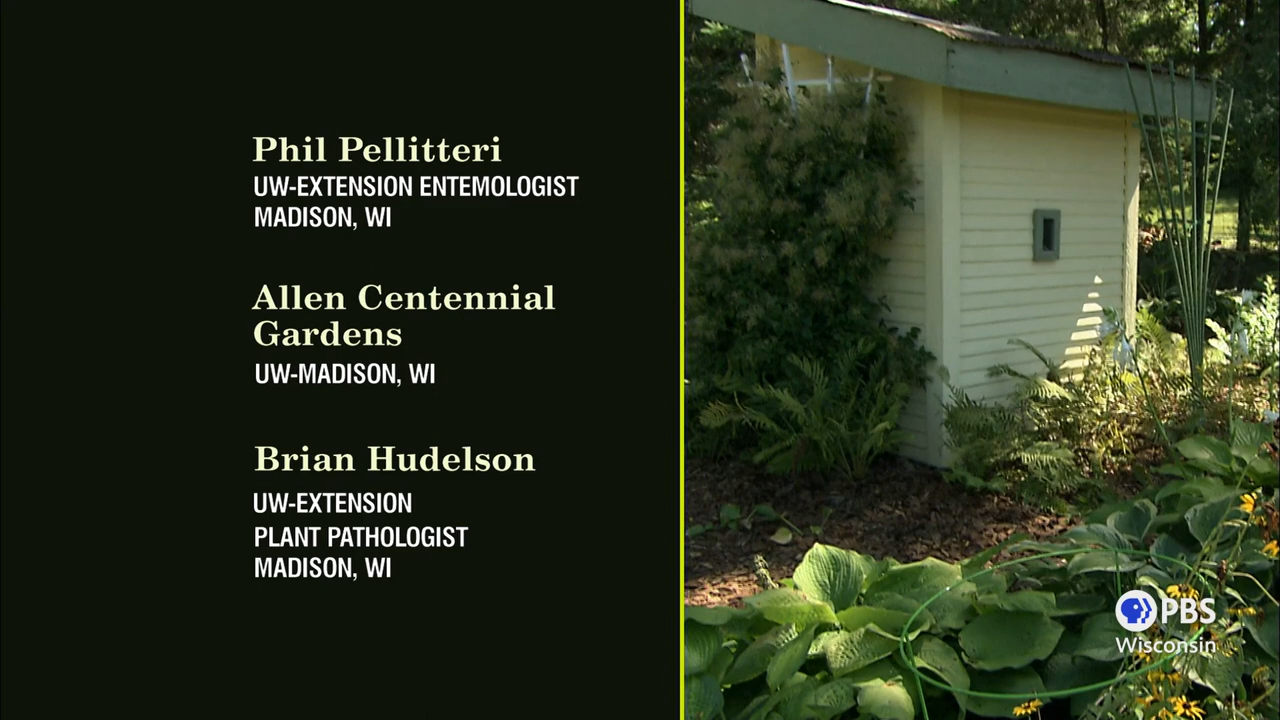 Phil Pellitteri
UW-EXTENSION ENTEMOLOGIST
MADISON, WI
Allen Centennial
Gardens
UW-MADISON, WI
Brian Hudelson
UW-EXTENSION
PLANT PATHOLOGIST
MADISON, WI
PBS
Wisconsin